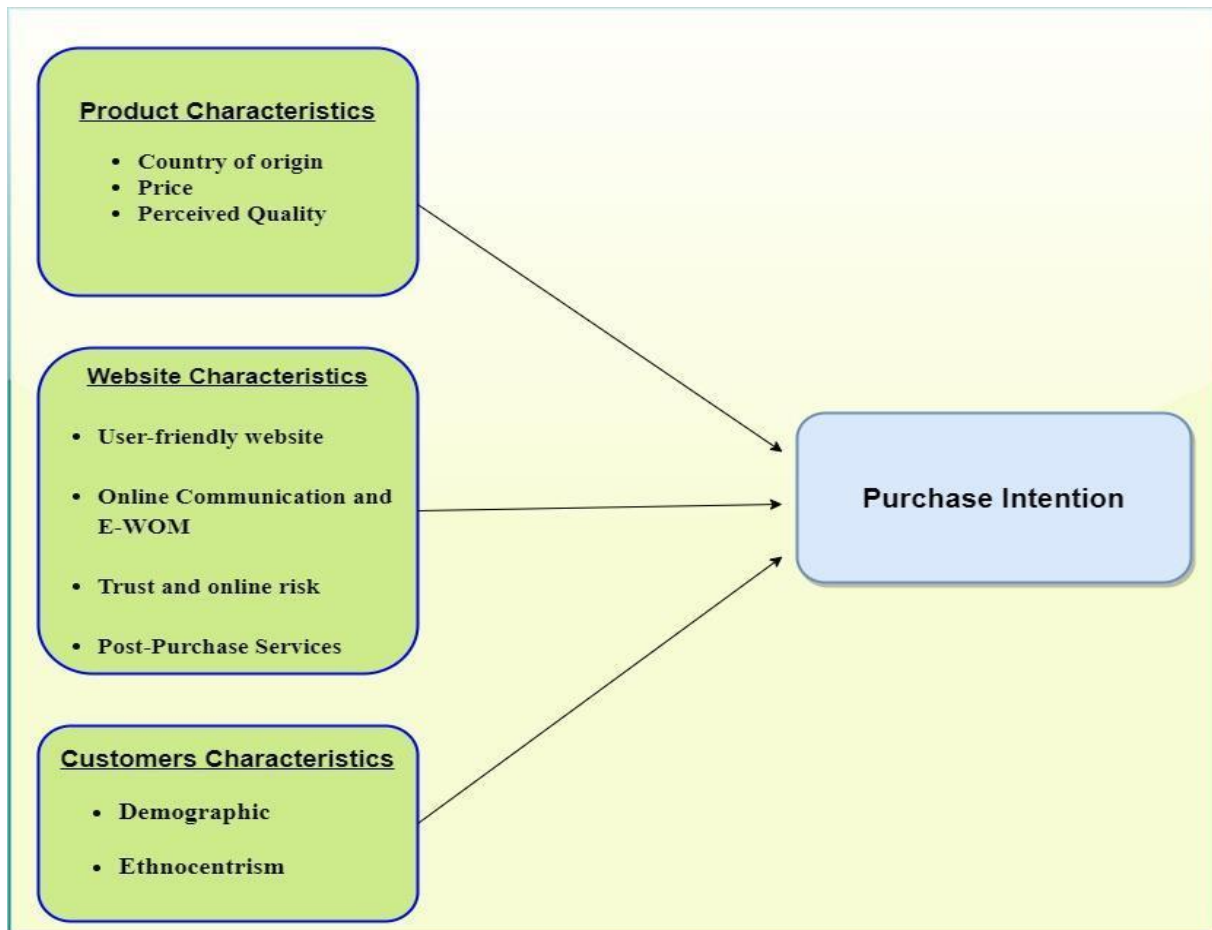 Product Characteristics
• Country of origin
• Price
• Perceived Quality
Website Characteristics
• User-friendly website
• Online Communication and
E-WOM
• Trust and online risk
• Post-Purchase Services
Customers Characteristics
• Demographic
• Ethnocentrism
Purchase Intention